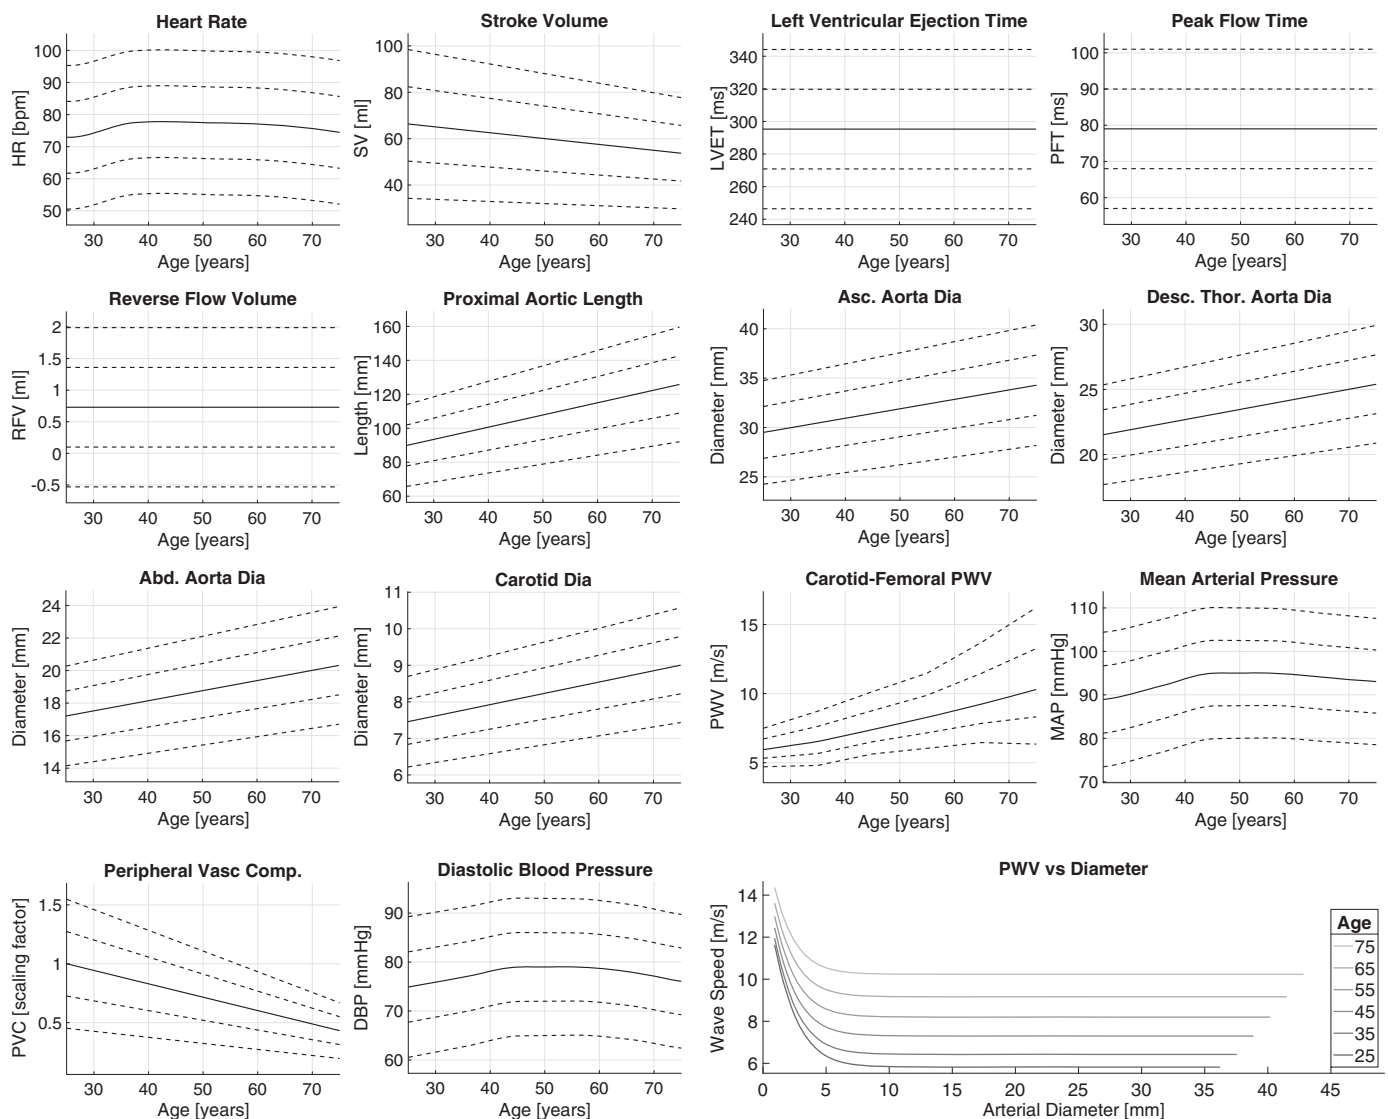 Heart Rate
HR [bpm]
100
90
80
70
60
50
30 40 50 60 70
Age [years]
Stroke Volume
SV [ml]
100
80
60
40
30 40 50 60 70
Age [years]
Left Ventricular Ejection Time
LVET [ms]
340
320
300
280
260
240
30 40 50 60 70
Age [years]
Peak Flow Time
PFT [ms]
100
90
80
70
60
30 40 50 60 70
Age [years]
Reverse Flow Volume
RFV [ml]
2
1.5
1
0.5
0
-0.5
30 40 50 60 70
Age [years]
Proximal Aortic Length
Length [mm]
160
140
120
100
80
60
30 40 50 60 70
Age [years]
Asc. Aorta Dia
Diameter [mm]
40
35
30
25
30 40 50 60 70
Age [years]
Desc. Thor. Aorta Dia
Diameter [mm]
30
25
20
30 40 50 60 70
Age [years]
Abd. Aorta Dia
Diameter [mm]
24
22
20
18
16
14
30 40 50 60 70
Age [years]
Carotid Dia
Diameter [mm]
11
10
9
8
7
6
30 40 50 60 70
Age [years]
Carotid-Femoral PWV
PWV [m/s]
15
10
5
30 40 50 60 70
Age [years]
Mean Arterial Pressure
MAP [mmHg]
110
100
90
80
70
30 40 50 60 70
Age [years]
Peripheral Vasc Comp.
PVC [scaling factor]
1.5
1
0.5
30 40 50 60 70
Age [years]
Diastolic Blood Pressure
DBP [mmHg]
90
80
70
60
30 40 50 60 70
Age [years]
PWV vs Diameter
Wave Speed [m/s]
14
12
10
8
6
0 5 10 15 20 25 30 35 40 45
Arterial Diameter [mm]
Age
75
65
55
45
35
25